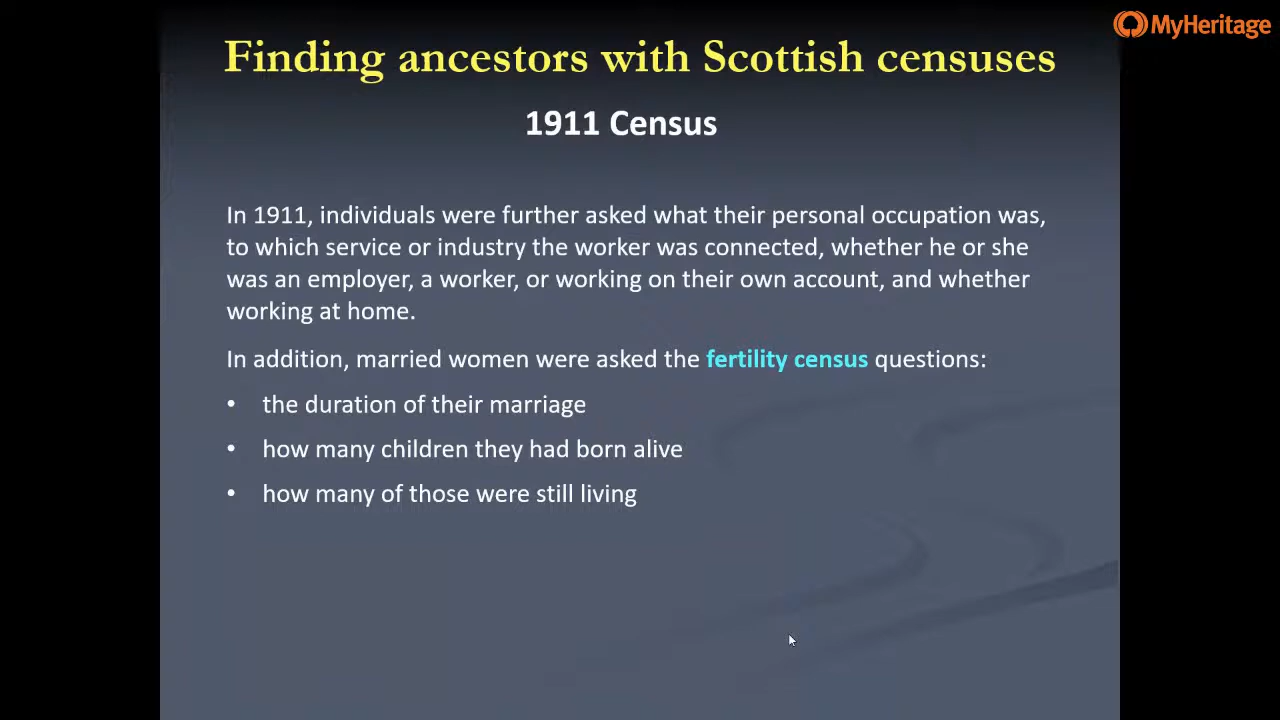 MyHeritage
Finding ancestors with Scottish censuses
1911 Census
In 1911, individuals were further asked what their personal occupation was,
to which service or industry the worker was connected, whether he or she
was an employer, a worker, or working on their own account, and whether
working at home.
In addition, married women were asked the fertility census questions:
• the duration of their marriage
• how many children they had born alive
• how many of those were still living